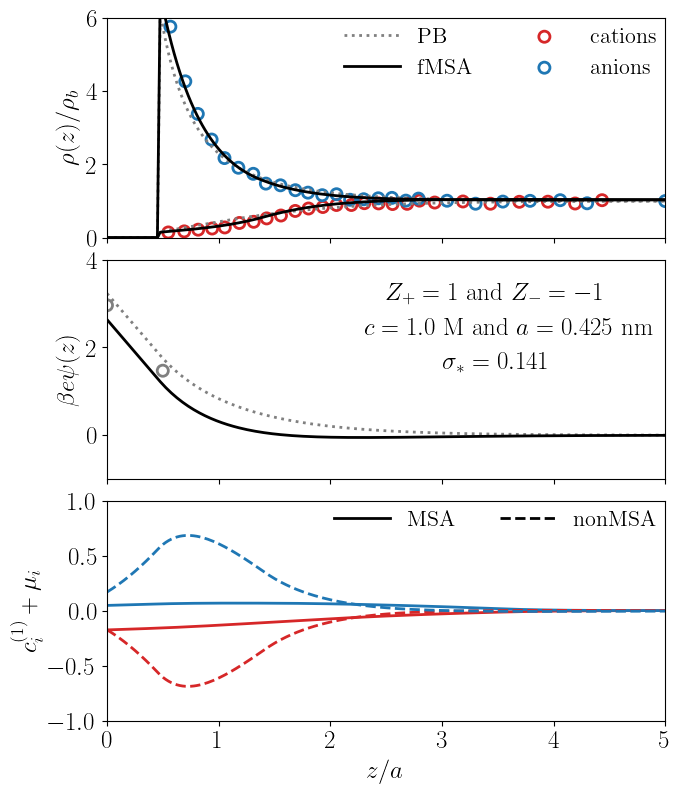 6
4
2
0
ρ(z)/ρ_b
PB
fMSA
cations
anions
4
2
0
βeψ(z)
Z₊ = 1 and Z₋ = −1
c = 1.0 M and a = 0.425 nm
σ_* = 0.141
1.0
0.5
0.0
−0.5
−1.0
c_i^{(1)} + μ_i
MSA
nonMSA
0 1 2 3 4 5
z/a